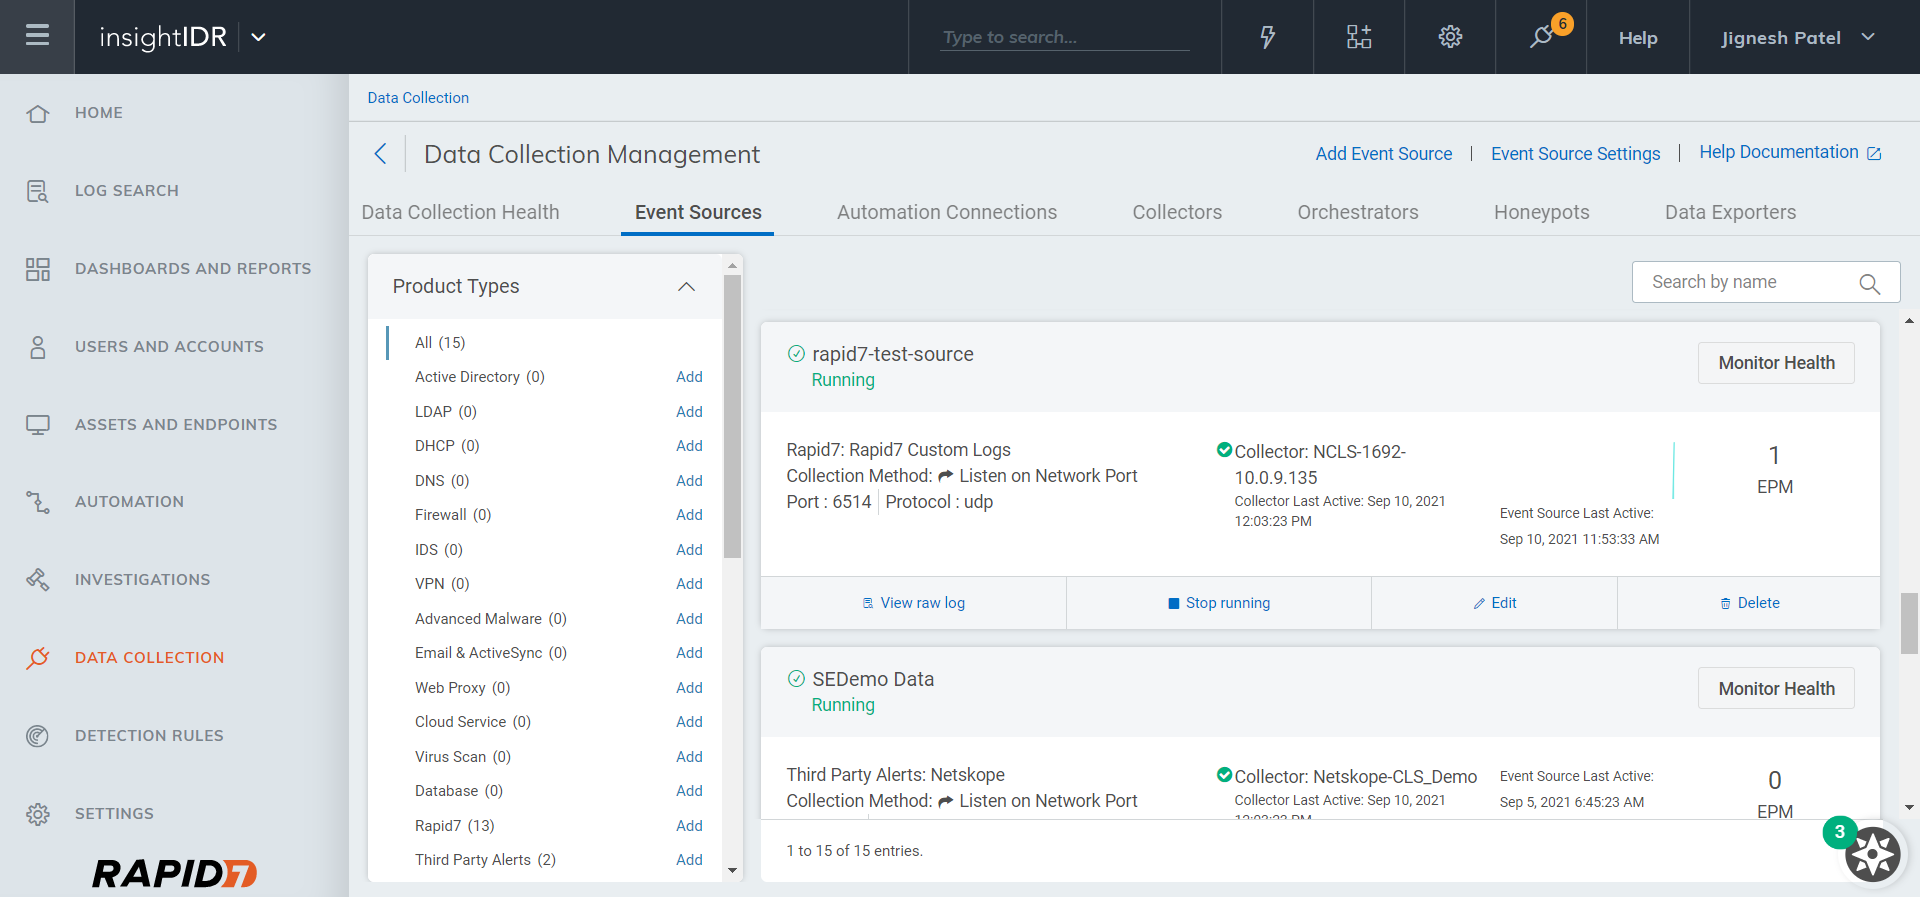 insightIDR
Type to search...
6
Help
Jignesh Patel
HOME
LOG SEARCH
DASHBOARDS AND REPORTS
USERS AND ACCOUNTS
ASSETS AND ENDPOINTS
AUTOMATION
INVESTIGATIONS
DATA COLLECTION
DETECTION RULES
SETTINGS
RAPID7
Data Collection
Data Collection Management
Add Event Source | Event Source Settings | Help Documentation
Data Collection Health
Event Sources
Automation Connections
Collectors
Orchestrators
Honeypots
Data Exporters
Product Types
All (15)
Active Directory (0) Add
LDAP (0) Add
DHCP (0) Add
DNS (0) Add
Firewall (0) Add
IDS (0) Add
VPN (0) Add
Advanced Malware (0) Add
Email & ActiveSync (0) Add
Web Proxy (0) Add
Cloud Service (0) Add
Virus Scan (0) Add
Database (0) Add
Rapid7 (13) Add
Third Party Alerts (2) Add
Search by name
rapid7-test-source
Running
Monitor Health
Rapid7: Rapid7 Custom Logs
Collection Method: Listen on Network Port
Port : 6514 | Protocol : udp
Collector: NCLS-1692-
10.0.9.135
Collector Last Active: Sep 10, 2021
12:03:23 PM
Event Source Last Active:
Sep 10, 2021 11:53:33 AM
1
EPM
View raw log
Stop running
Edit
Delete
SEDemo Data
Running
Monitor Health
Third Party Alerts: Netskope
Collection Method: Listen on Network Port
Collector: Netskope-CLS_Demo
Collector Last Active: Sep 10, 2021
12:03:23 PM
Event Source Last Active:
Sep 5, 2021 6:45:23 AM
0
EPM
1 to 15 of 15 entries.
3